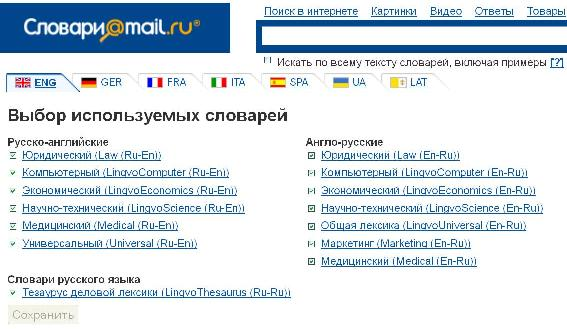 Словари@mail.ru®
Поиск в интернете Картинки Видео Ответы Товары
Искать по всему тексту словарей, включая примеры [?]
ENG GER FRA ITA SPA UA LAT
Выбор используемых словарей
Русско-английские
Юридический (Law (Ru-En))
Компьютерный (LingvoComputer (Ru-En))
Экономический (LingvoEconomics (Ru-En))
Научно-технический (LingvoScience (Ru-En))
Медицинский (Medical (Ru-En))
Универсальный (Universal (Ru-En))
Англо-русские
Юридический (Law (En-Ru))
Компьютерный (LingvoComputer (En-Ru))
Экономический (LingvoEconomics (En-Ru))
Научно-технический (LingvoScience (En-Ru))
Общая лексика (LingvoUniversal (En-Ru))
Маркетинг (Marketing (En-Ru))
Медицинский (Medical (En-Ru))
Словари русского языка
Тезаурус деловой лексики (LingvoThesaurus (Ru-Ru))
Сохранить